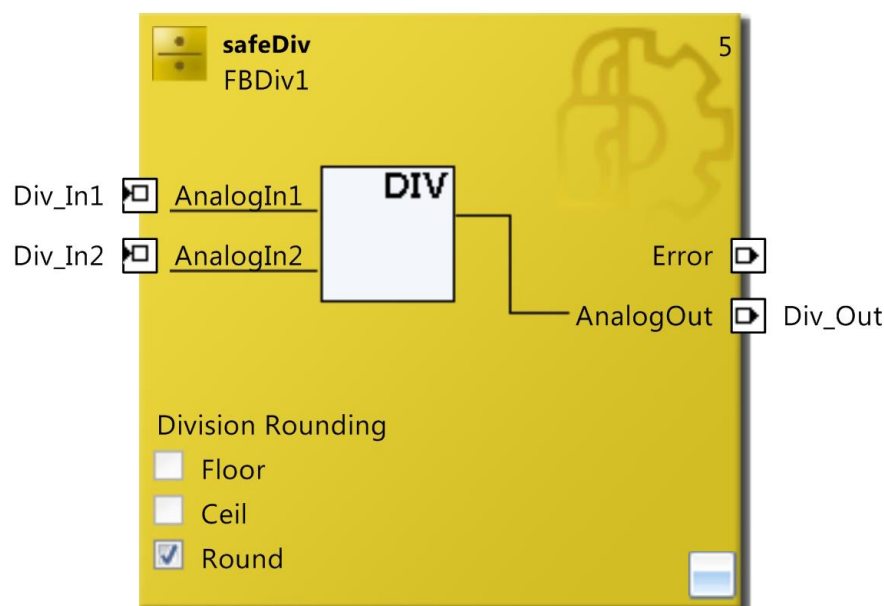 safeDiv 5
FBDiv1
DIV
Div_In1 AnalogIn1
Div_In2 AnalogIn2
Error
AnalogOut Div_Out
Division Rounding
Floor
Ceil
Round